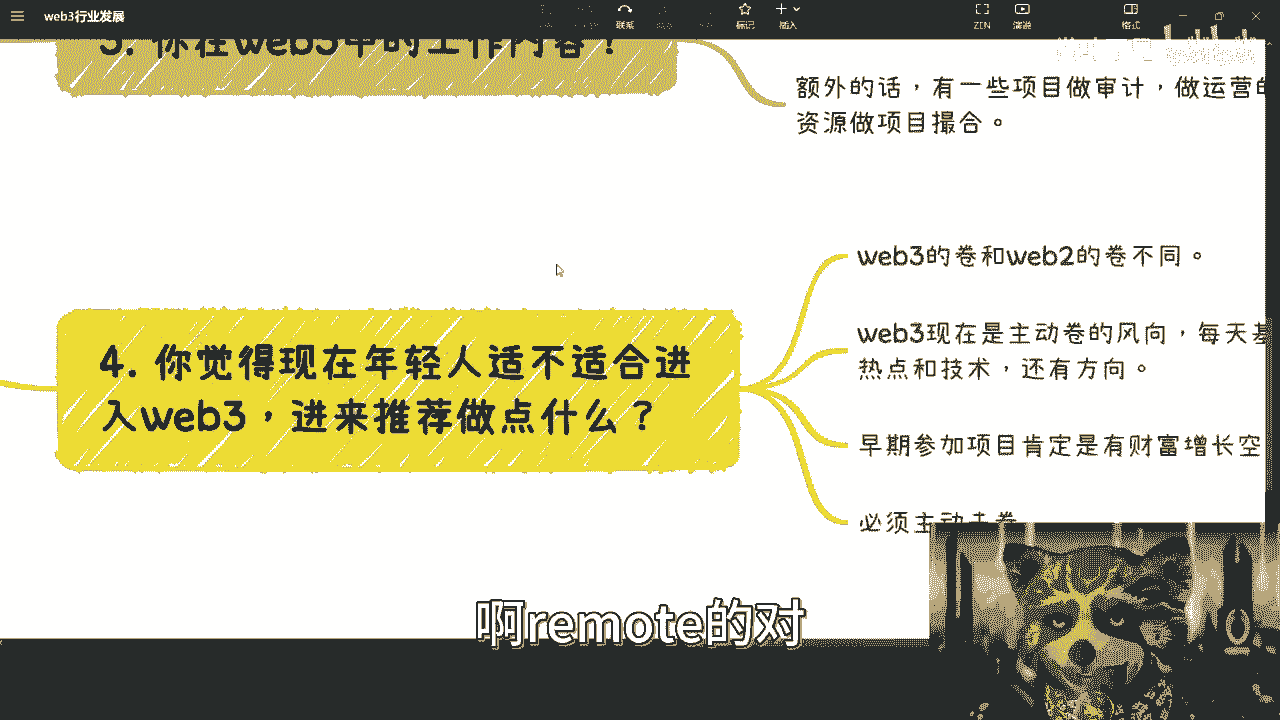 web3行业发展
联系
标记
插入
ZEN
演说
格式
3. 你在web3中的工作内容？
额外的话，有一些项目做审计，做运营的
资源做项目撮合。
web3的卷和web2的卷不同。
4. 你觉得现在年轻人适不适合进
入web3，进来推荐做点什么？
web3现在是主动卷的风向，每天基
热点和技术，还有方向。
早期参加项目肯定是有财富增长空
必须主动去卷
啊remote的对